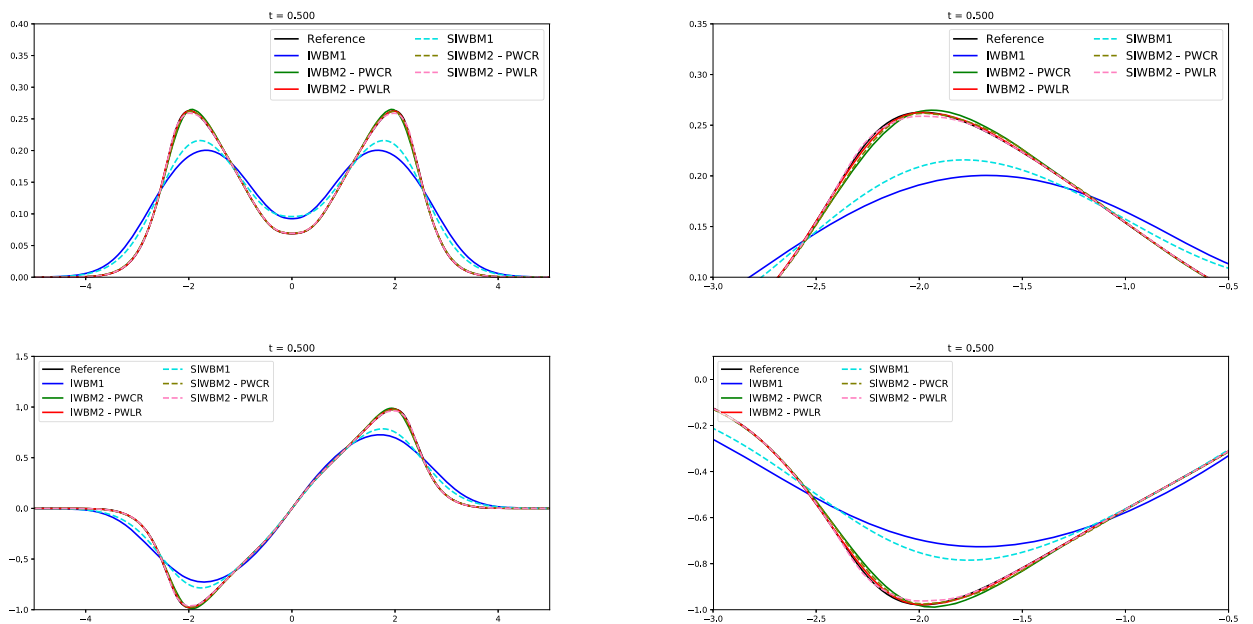 t = 0.500
0.40
0.35
0.30
0.25
0.20
0.15
0.10
0.05
0.00
−4
−2
0
2
4
Reference
IWBM1
IWBM2 - PWCR
IWBM2 - PWLR
SIWBM1
SIWBM2 - PWCR
SIWBM2 - PWLR
t = 0.500
0.35
0.30
0.25
0.20
0.15
0.10
−3.0
−2.5
−2.0
−1.5
−1.0
−0.5
Reference
IWBM1
IWBM2 - PWCR
IWBM2 - PWLR
SIWBM1
SIWBM2 - PWCR
SIWBM2 - PWLR
t = 0.500
1.5
1.0
0.5
0.0
−0.5
−1.0
−4
−2
0
2
4
Reference
IWBM1
IWBM2 - PWCR
IWBM2 - PWLR
SIWBM1
SIWBM2 - PWCR
SIWBM2 - PWLR
t = 0.500
0.0
−0.2
−0.4
−0.6
−0.8
−1.0
−3.0
−2.5
−2.0
−1.5
−1.0
−0.5
Reference
IWBM1
IWBM2 - PWCR
IWBM2 - PWLR
SIWBM1
SIWBM2 - PWCR
SIWBM2 - PWLR